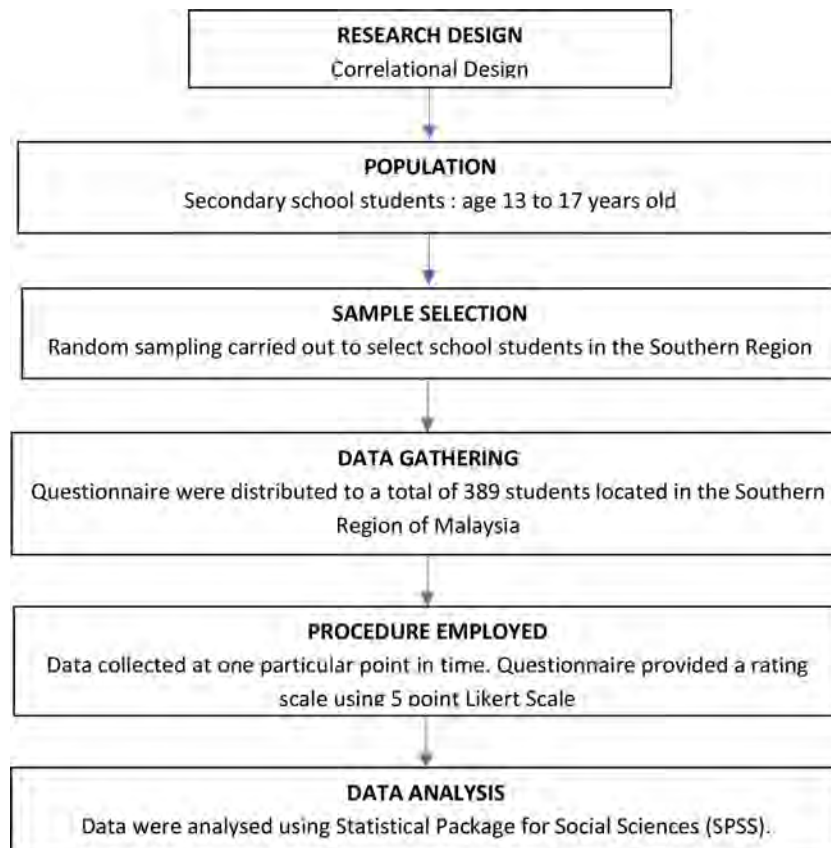 RESEARCH DESIGN
Correlational Design
POPULATION
Secondary school students : age 13 to 17 years old
SAMPLE SELECTION
Random sampling carried out to select school students in the Southern Region
DATA GATHERING
Questionnaire were distributed to a total of 389 students located in the Southern
Region of Malaysia
PROCEDURE EMPLOYED
Data collected at one particular point in time. Questionnaire provided a rating
scale using 5 point Likert Scale
DATA ANALYSIS
Data were analysed using Statistical Package for Social Sciences (SPSS).